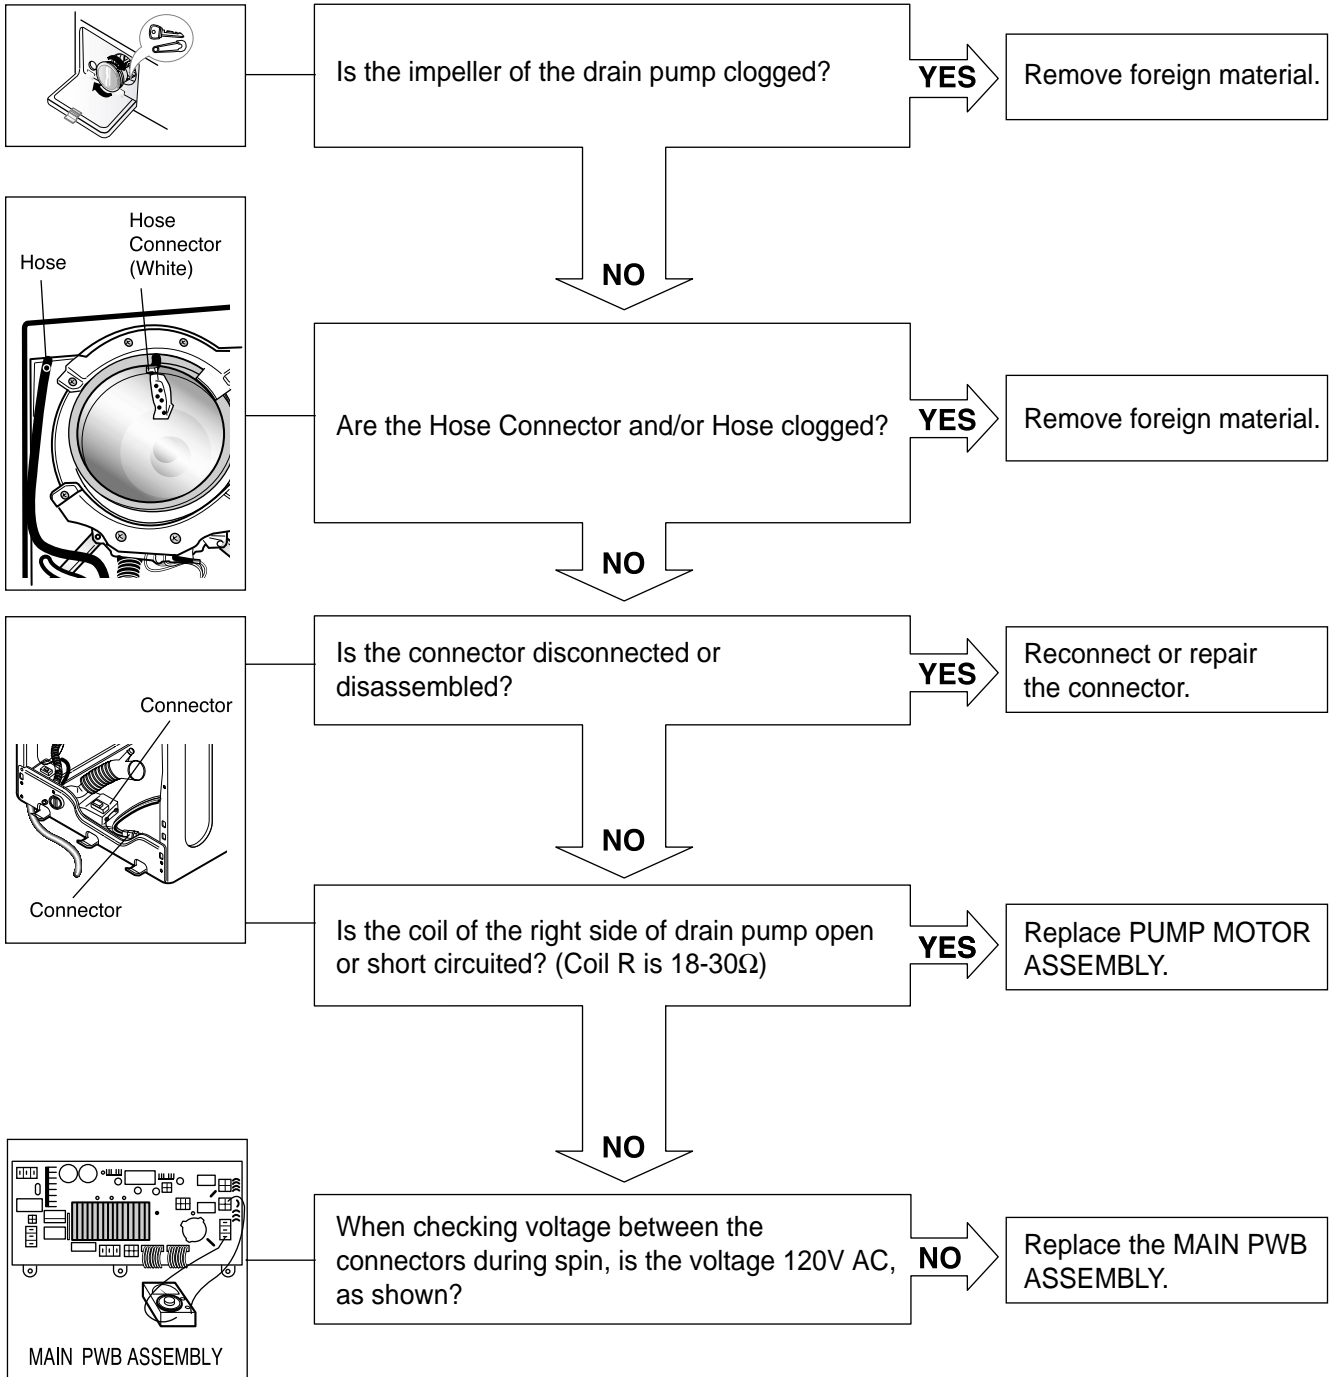 Is the impeller of the drain pump clogged?
YES
Remove foreign material.
NO
Hose
Connector
(White)
Hose
Are the Hose Connector and/or Hose clogged?
YES
Remove foreign material.
NO
Connector
Connector
Is the connector disconnected or
disassembled?
YES
Reconnect or repair
the connector.
NO
Is the coil of the right side of drain pump open
or short circuited? (Coil R is 18-30Ω)
YES
Replace PUMP MOTOR
ASSEMBLY.
NO
MAIN PWB ASSEMBLY
When checking voltage between the
connectors during spin, is the voltage 120V AC,
as shown?
NO
Replace the MAIN PWB
ASSEMBLY.